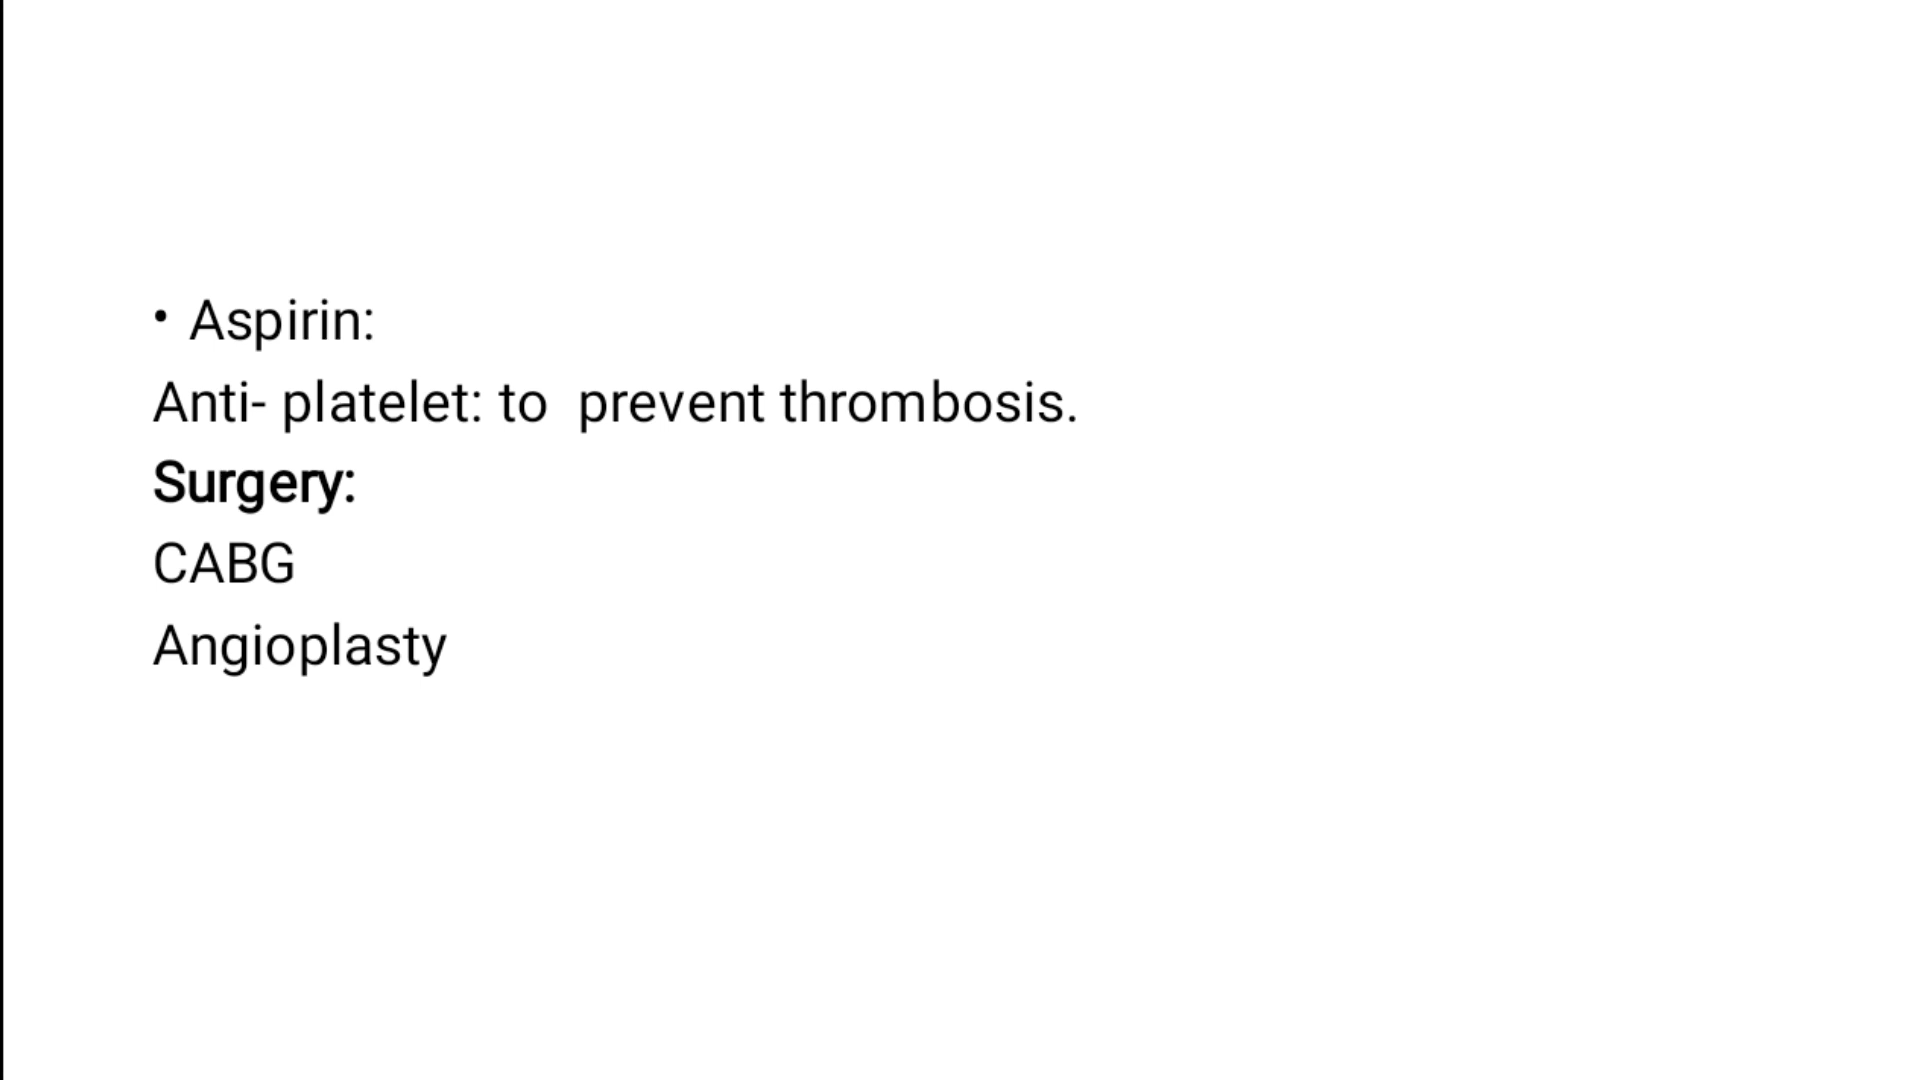 • Aspirin:
Anti- platelet: to  prevent thrombosis.
Surgery:
CABG
Angioplasty